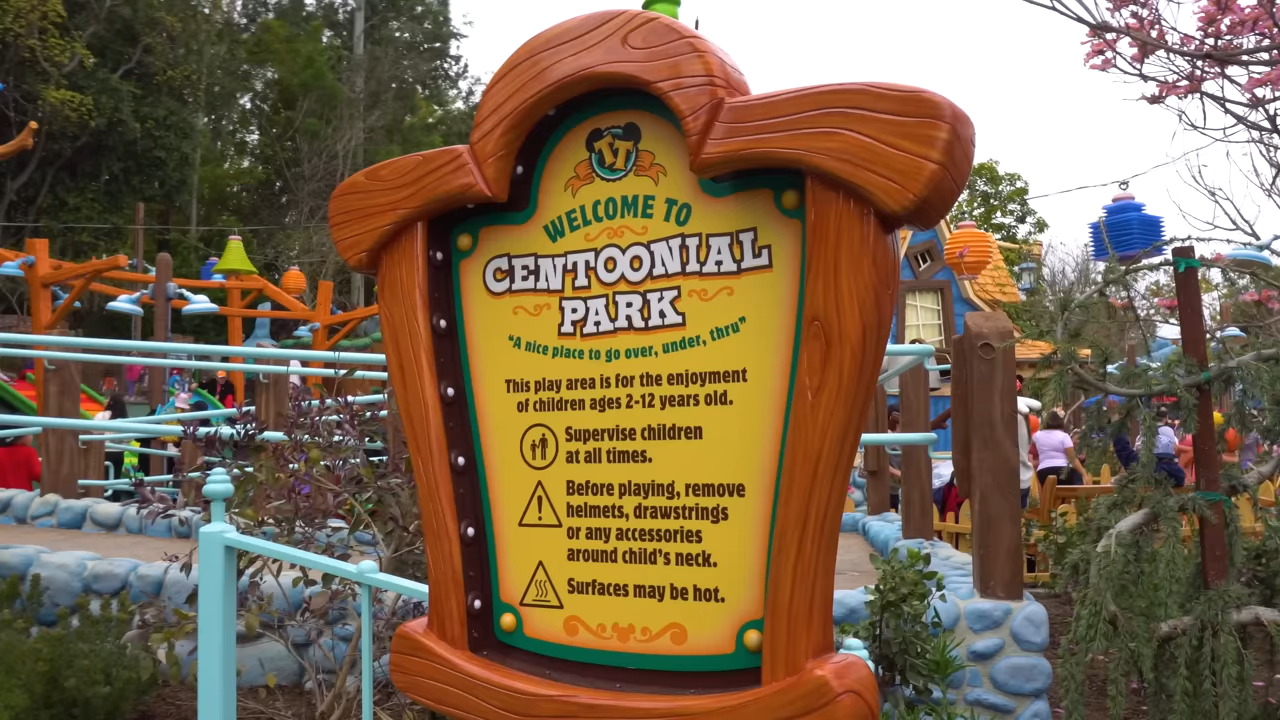 TT
WELCOME TO
CENTOONIAL
PARK
"A nice place to go over, under, thru"
This play area is for the enjoyment
of children ages 2-12 years old.
Supervise children
at all times.
Before playing, remove
helmets, drawstrings
or any accessories
around child's neck.
Surfaces may be hot.